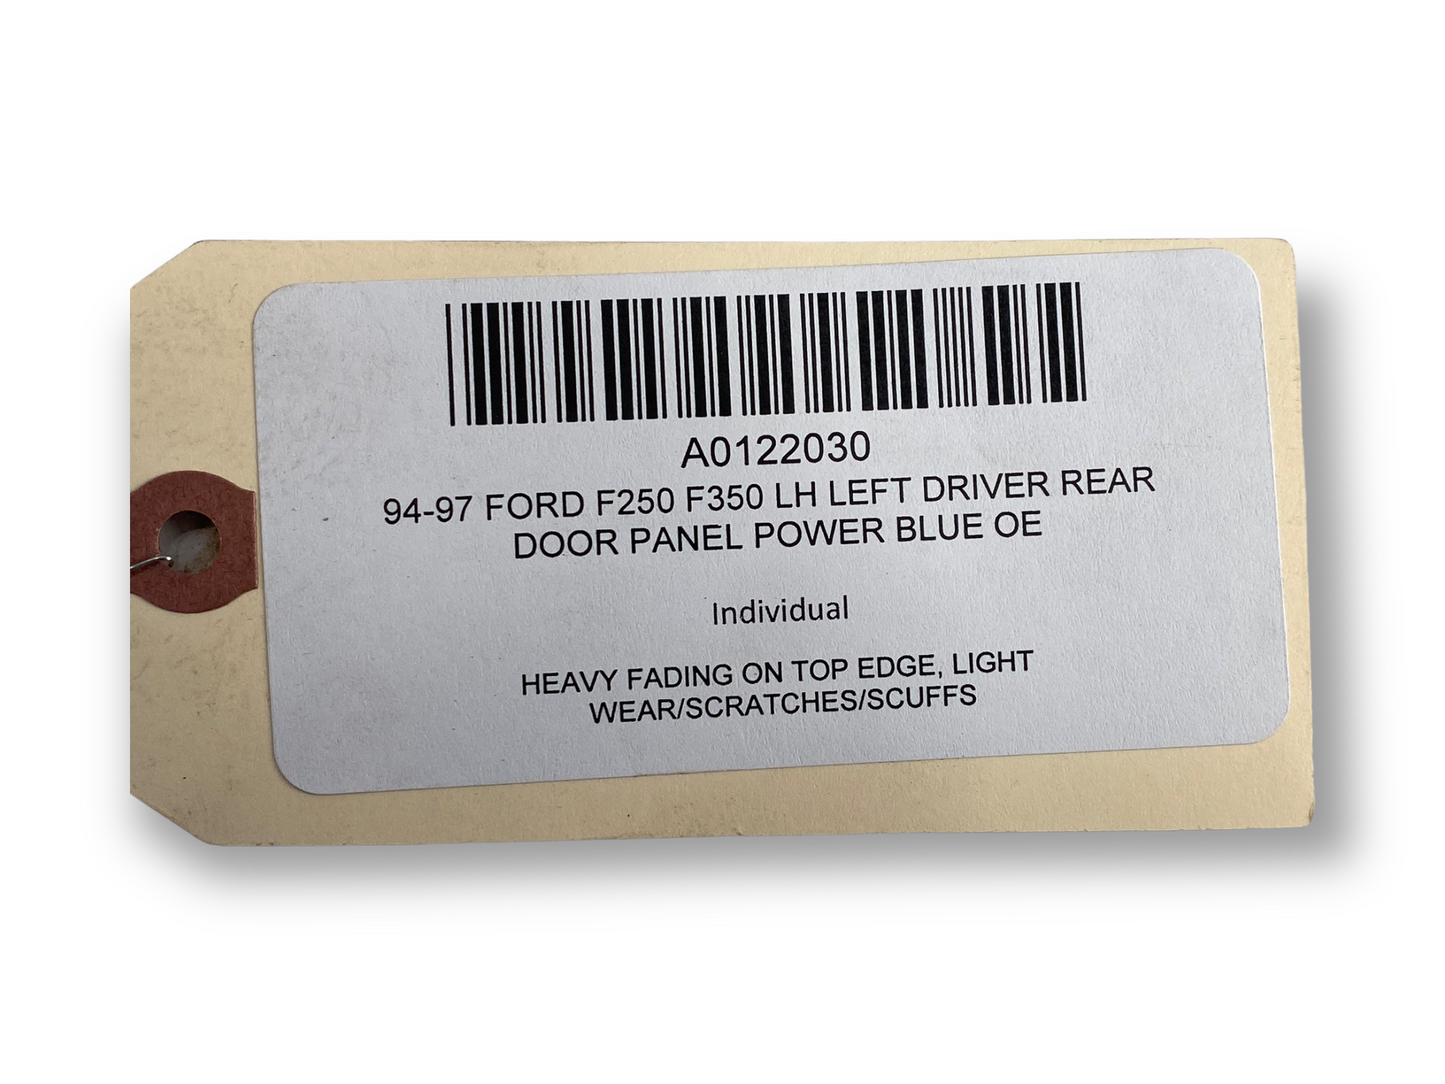 A0122030
94-97 FORD F250 F350 LH LEFT DRIVER REAR
DOOR PANEL POWER BLUE OE
Individual
HEAVY FADING ON TOP EDGE, LIGHT
WEAR/SCRATCHES/SCUFFS